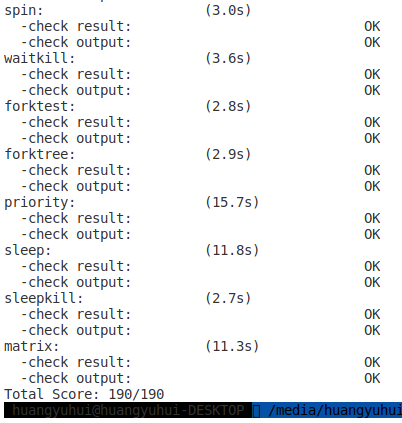 spin: (3.0s)
-check result: OK
-check output: OK
waitkill: (3.6s)
-check result: OK
-check output: OK
forktest: (2.8s)
-check result: OK
-check output: OK
forktree: (2.9s)
-check result: OK
-check output: OK
priority: (15.7s)
-check result: OK
-check output: OK
sleep: (11.8s)
-check result: OK
-check output: OK
sleepkill: (2.7s)
-check result: OK
-check output: OK
matrix: (11.3s)
-check result: OK
-check output: OK
Total Score: 190/190
huangyuhui@huangyuhui-DESKTOP /media/huangyuhui